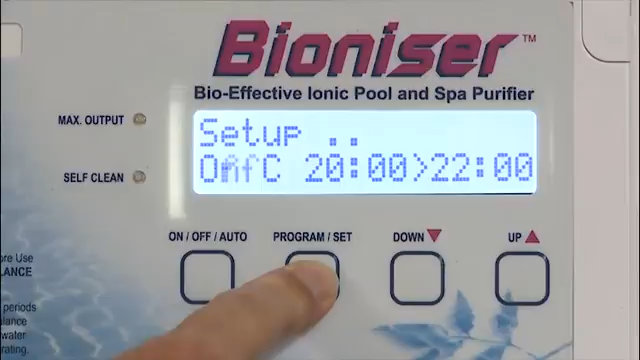 Bioniser™
Bio-Effective Ionic Pool and Spa Purifier
MAX. OUTPUT
Setup ..
C 20:00>22:00
SELF CLEAN
ON / OFF / AUTO
PROGRAM / SET
DOWN ▼
UP ▲
ore Use
LANCE
periods
lance
water
rating.